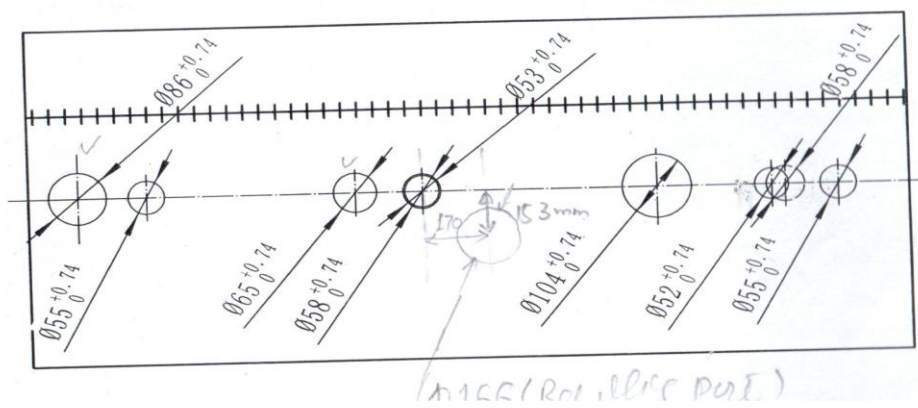 Ø86 +0.74 0
Ø53 +0.74 0
Ø58 +0.74 0
Ø55 +0.74 0
Ø65 +0.74 0
Ø58 +0.74 0
170
153mm
Ø104 +0.74 0
Ø52 +0.74 0
Ø55 +0.74 0